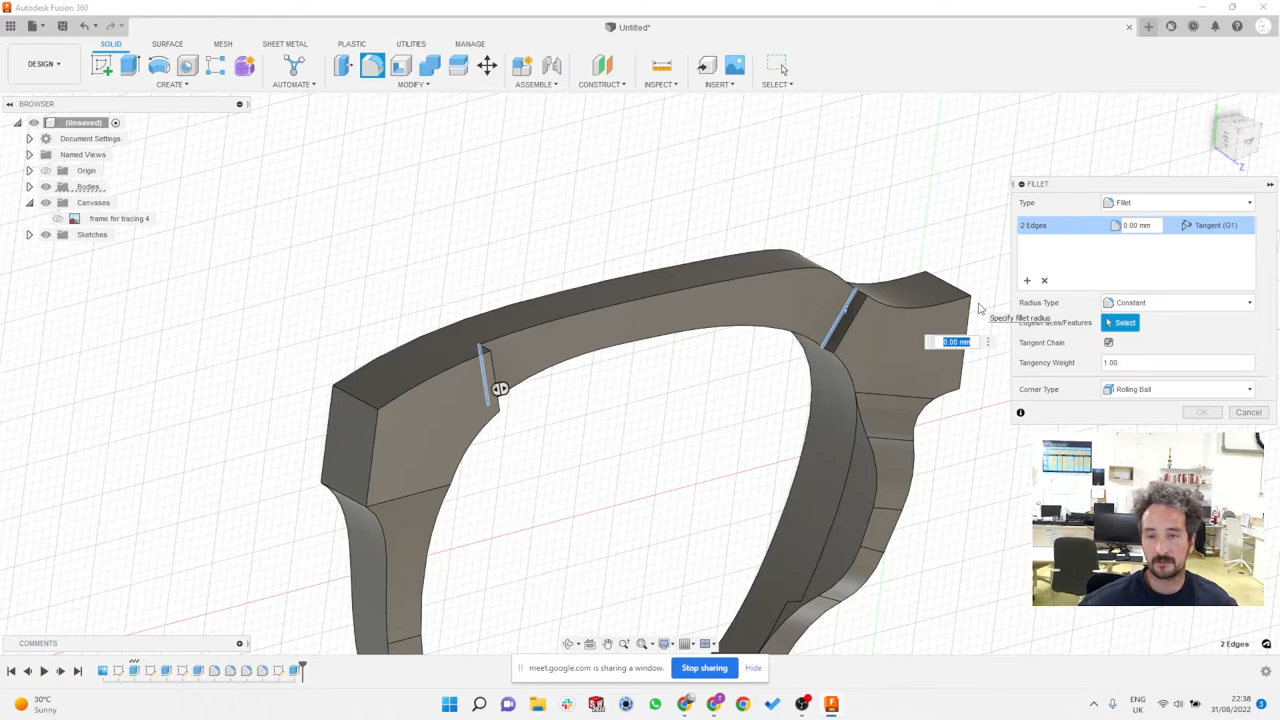 Autodesk Fusion 360
Untitled*
DESIGN
SOLID
SURFACE
MESH
SHEET METAL
PLASTIC
UTILITIES
MANAGE
CREATE
AUTOMATE
MODIFY
ASSEMBLE
CONSTRUCT
INSPECT
INSERT
SELECT
BROWSER
(Unsaved)
Document Settings
Named Views
Origin
Bodies
Canvases
frame for tracing 4
Sketches
TOP
Z
FILLET
Type
Fillet
2 Edges
0.00 mm
Tangent (G1)
Radius Type
Constant
Specify fillet radius
Select
0.00 mm
Tangent Chain
Tangency Weight
1.00
Corner Type
Rolling Ball
OK
Cancel
COMMENTS
2 Edges
meet.google.com is sharing a window.
Stop sharing
Hide
30°C
Sunny
ENG
UK
22:38
31/08/2022
3